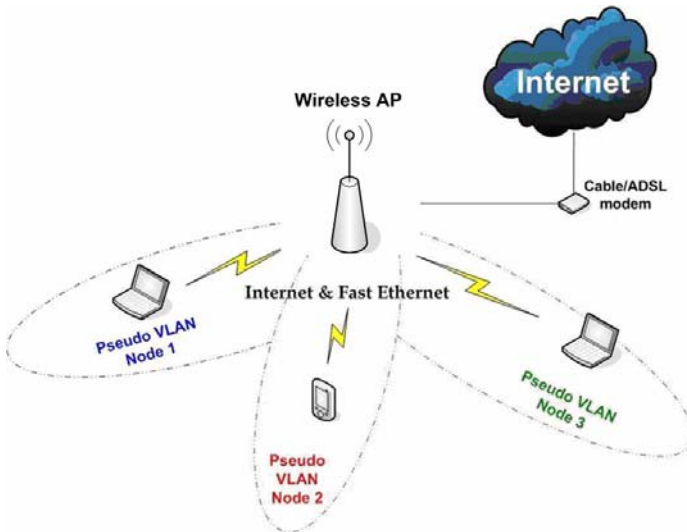 Internet
Wireless AP
Cable/ADSL
modem
Internet & Fast Ethernet
Pseudo VLAN
Node 1
Pseudo VLAN
Node 3
Pseudo
VLAN
Node 2